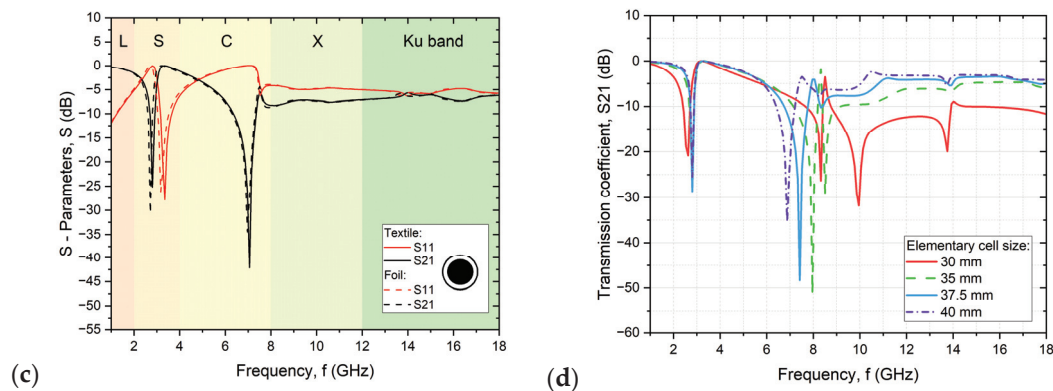 10
5
0
-5
-10
-15
-20
-25
-30
-35
-40
-45
-50
-55
S - Parameters, S (dB)
L
S
C
X
Ku band
Textile:
S11
S21
Foil:
S11
S21
2
4
6
8
10
12
14
16
18
Frequency, f (GHz)
(c)
10
0
−10
−20
−30
−40
−50
−60
Transmission coefficient, S21 (dB)
Elementary cell size:
30 mm
35 mm
37.5 mm
40 mm
2
4
6
8
10
12
14
16
18
Frequency, f (GHz)
(d)